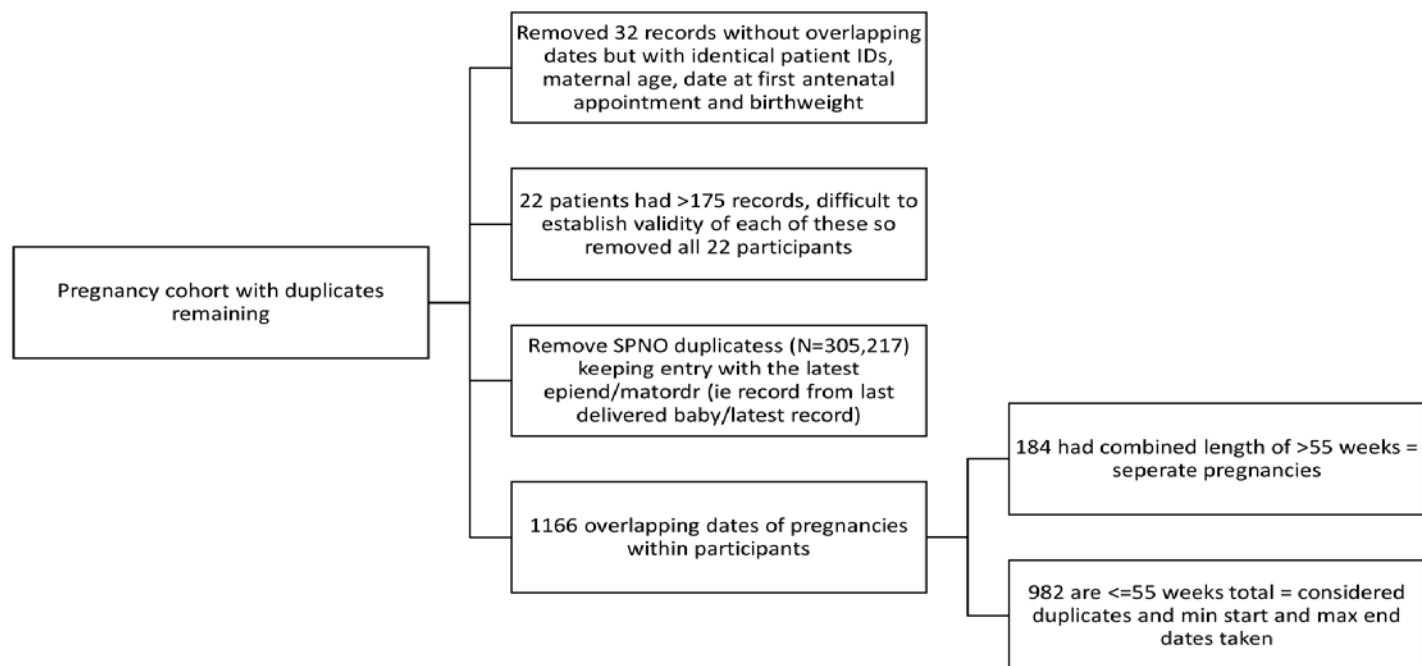 Removed 32 records without overlapping
dates but with identical patient IDs,
maternal age, date at first antenatal
appointment and birthweight
22 patients had >175 records, difficult to
establish validity of each of these so
removed all 22 participants
Pregnancy cohort with duplicates
remaining
Remove SPNO duplicatess (N=305,217)
keeping entry with the latest
epiend/matordr (ie record from last
delivered baby/latest record)
1166 overlapping dates of pregnancies
within participants
184 had combined length of >55 weeks =
seperate pregnancies
982 are <=55 weeks total = considered
duplicates and min start and max end
dates taken